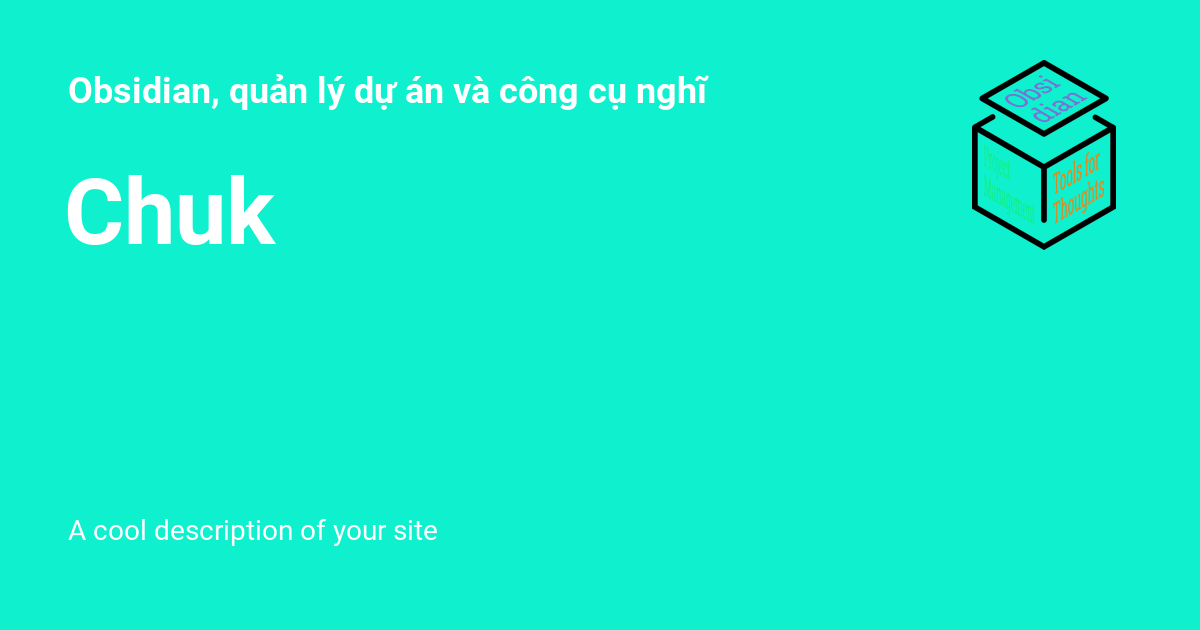 Obsidian, quản lý dự án và công cụ nghĩ
Obsi
dian
Project
Management
Tools for
Thoughts
Chuk
A cool description of your site